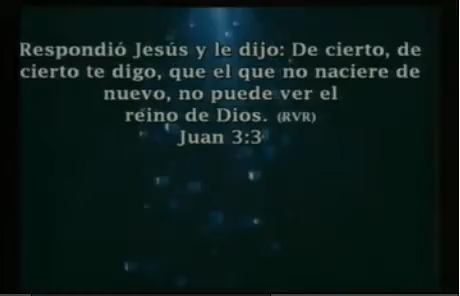 Respondió Jesús y le dijo: De cierto, de
cierto te digo, que el que no naciere de
nuevo, no puede ver el
reino de Dios. (RVR)
Juan 3:3